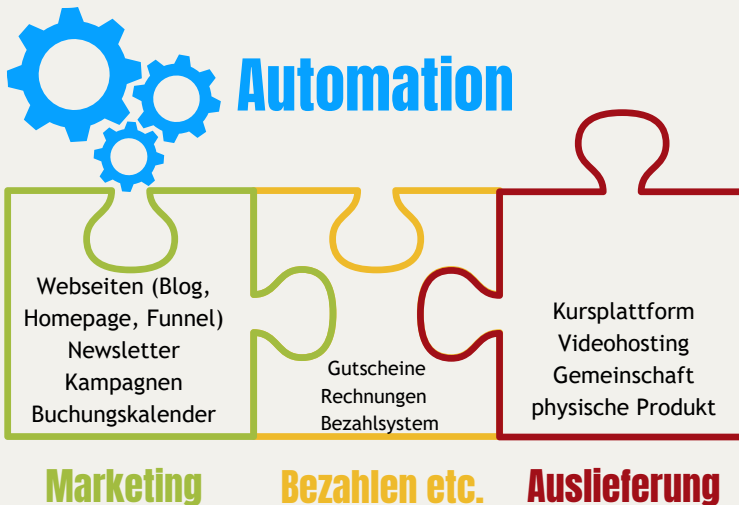 Automation
Webseiten (Blog,
Homepage, Funnel)
Newsletter
Kampagnen
Buchungskalender
Gutscheine
Rechnungen
Bezahlsystem
Kursplattform
Videohosting
Gemeinschaft
physische Produkt
Marketing
Bezahlen etc.
Auslieferung